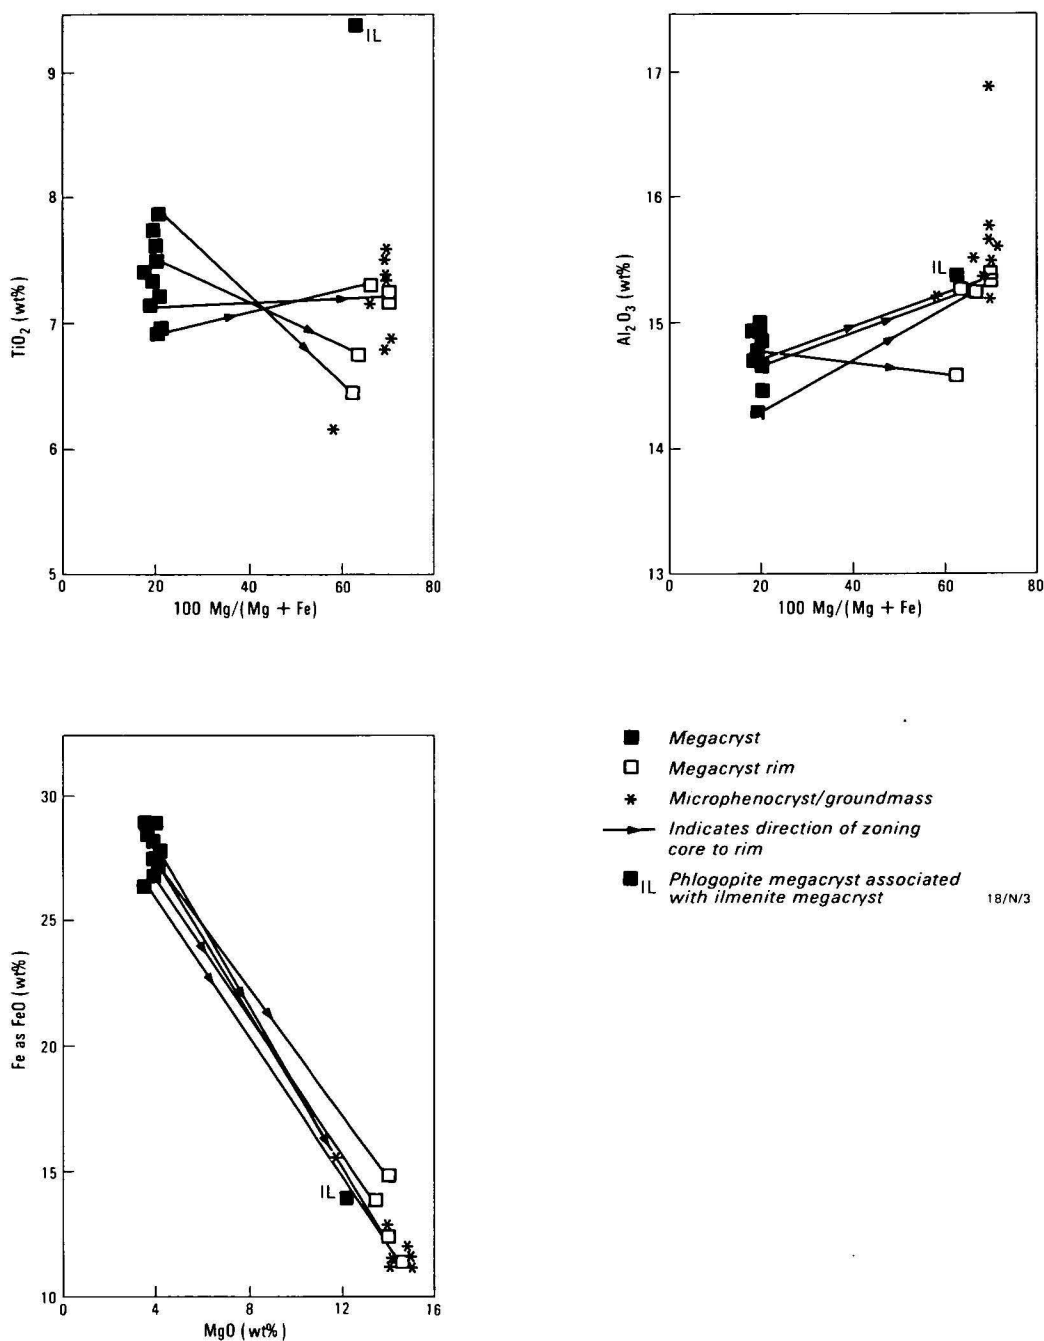 9
8
7
6
5
TiO2 (wt%)
0
20
40
60
80
100 Mg/(Mg + Fe)
IL
17
16
15
14
13
Al2O3 (wt%)
0
20
40
60
80
100 Mg/(Mg + Fe)
IL
30
25
20
15
10
Fe as FeO (wt%)
0
4
8
12
16
MgO (wt%)
IL
Megacryst
Megacryst rim
* Microphenocryst/groundmass
Indicates direction of zoning
core to rim
IL Phlogopite megacryst associated
with ilmenite megacryst
18/N/3